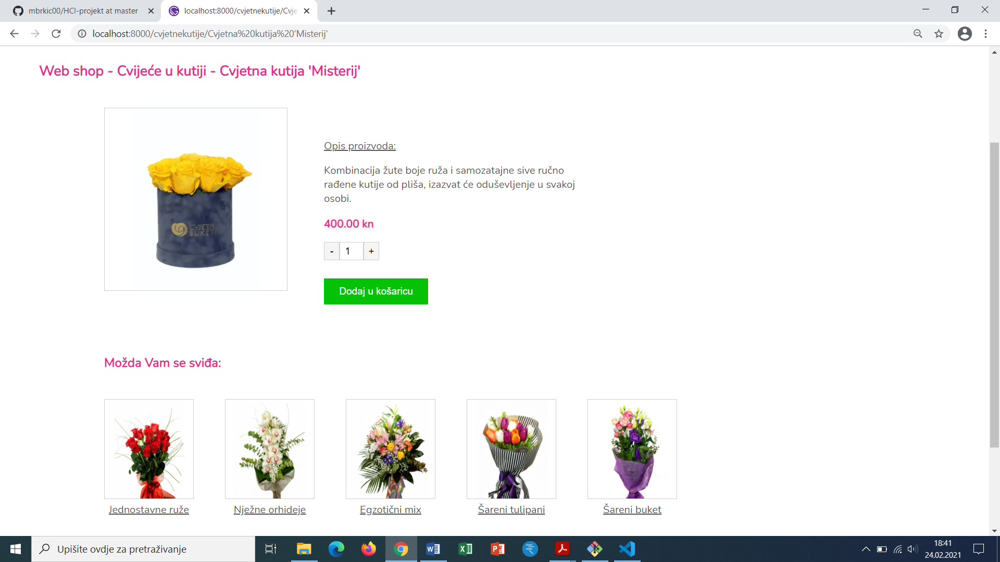 mbrkic00/HCI-projekt at master
localhost:8000/cvjetnekutije/Cvje
localhost:8000/cvjetnekutije/Cvjetna%20kutija%20'Misterij'
Web shop - Cvijeće u kutiji - Cvjetna kutija 'Misterij'
CVJETNI
BUKETI
Opis proizvoda:
Kombinacija žute boje ruža i samozatajne sive ručno
rađene kutije od pliša, izazvat će oduševljenje u svakoj
osobi.
400.00 kn
- 1 +
Dodaj u košaricu
Možda Vam se sviđa:
Jednostavne ruže
Nježne orhideje
Egzotični mix
Šareni tulipani
Šareni buket
Upišite ovdje za pretraživanje
18:41
24.02.2021